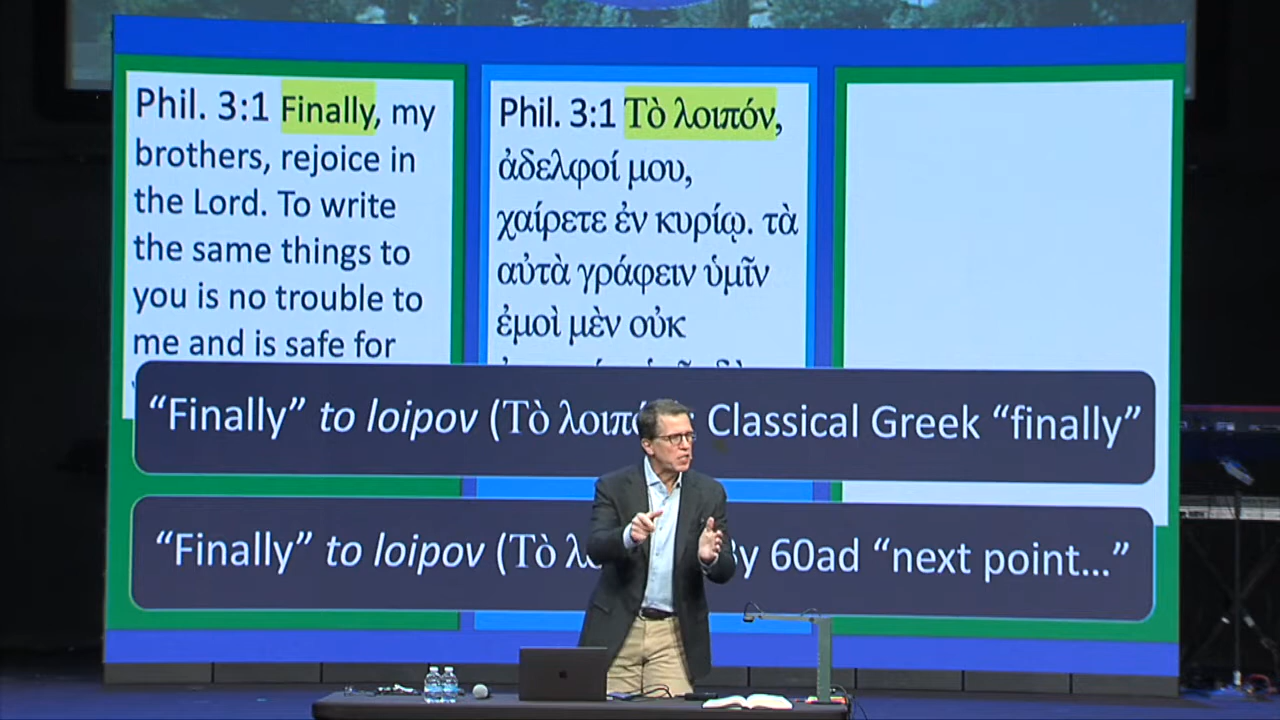 Phil. 3:1 Finally, my
brothers, rejoice in
the Lord. To write
the same things to
you is no trouble to
me and is safe for
Phil. 3:1 Τὸ λοιπόν,
ἀδελφοί μου,
χαίρετε ἐν κυρίῳ. τὰ
αὐτὰ γράφειν ὑμῖν
ἐμοὶ μὲν οὐκ
“Finally” to loipov (Τὸ Classical Greek “finally”
“Finally” to loipov (Τὸ 60ad “next point...”